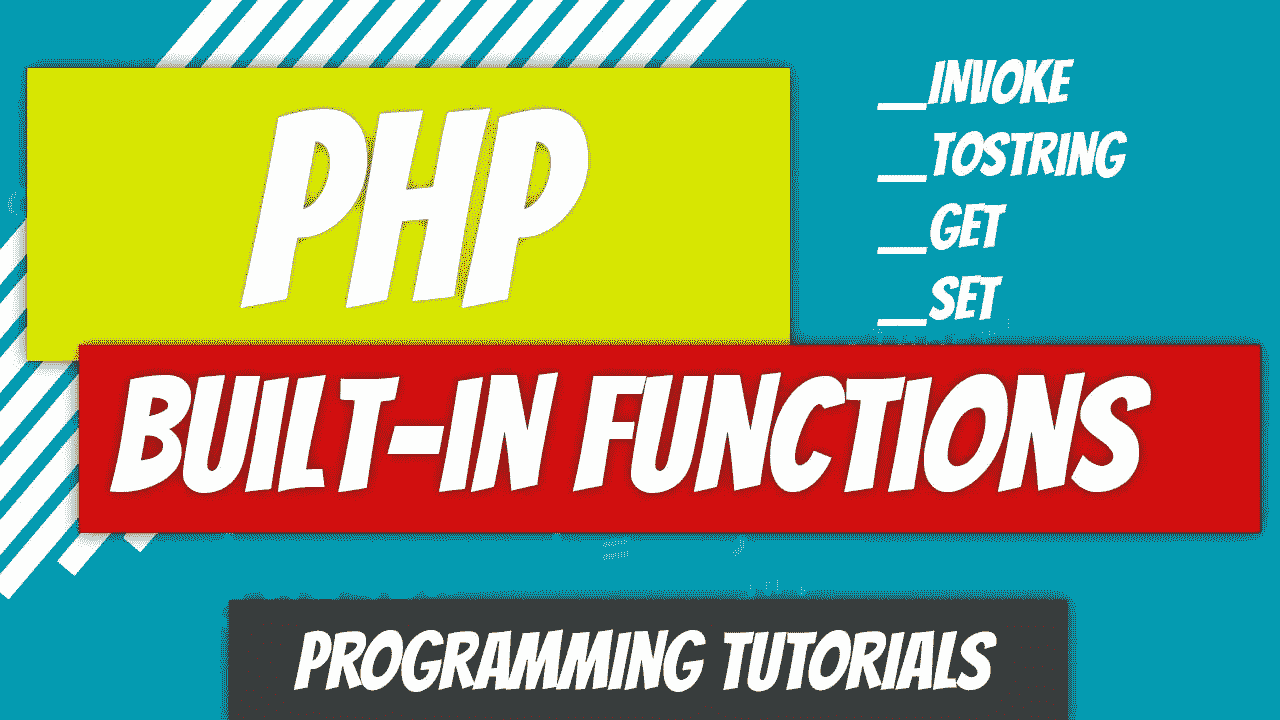 PHP
__INVOKE
__TOSTRING
__GET
__SET
BUILT-IN FUNCTIONS
PROGRAMMING TUTORIALS